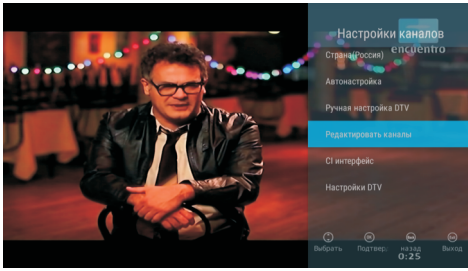 Настройки каналов
encuentro
Страна(Россия)
Автонастройка
Ручная настройка DTV
Редактировать каналы
CI интерфейс
Настройки DTV
Выбрать Подтвер: назад Выход
0:25